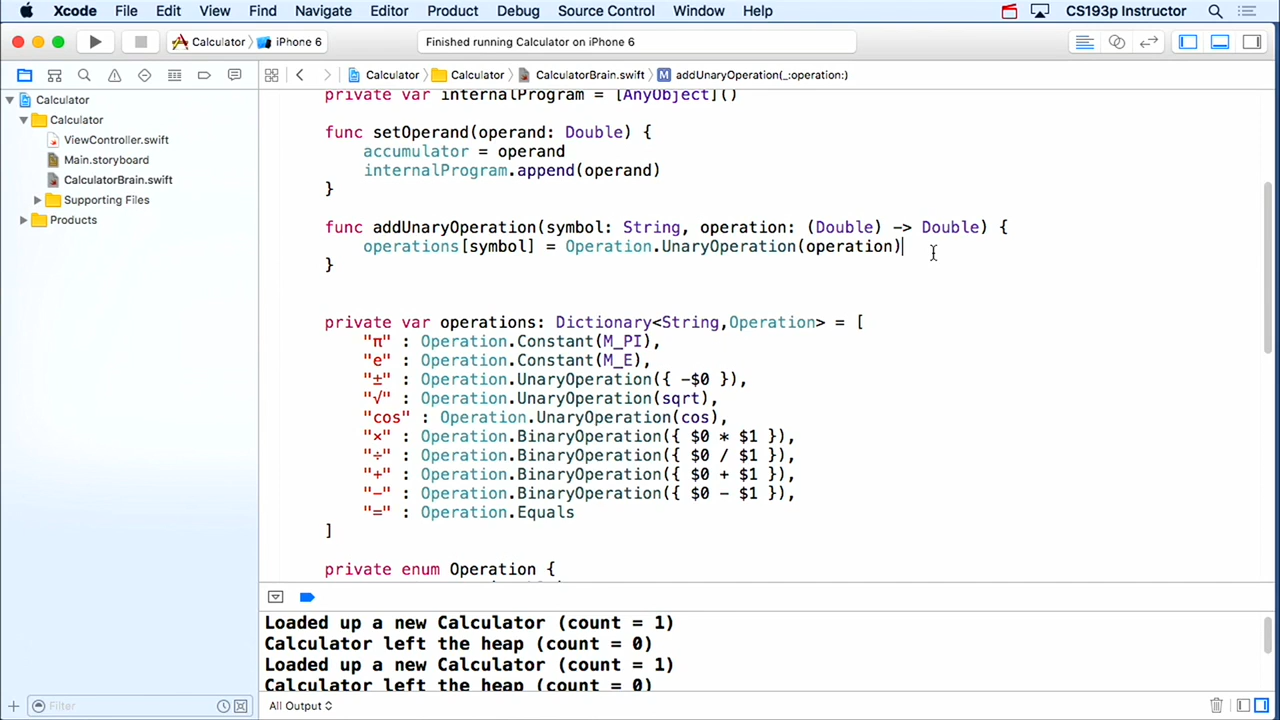 Xcode File Edit View Find Navigate Editor Product Debug Source Control Window Help CS193p Instructor
Calculator iPhone 6 Finished running Calculator on iPhone 6
Calculator Calculator CalculatorBrain.swift M addUnaryOperation(_:operation:)
Calculator
Calculator
ViewController.swift
Main.storyboard
CalculatorBrain.swift
Supporting Files
Products
private var internalProgram = [AnyObject]()
func setOperand(operand: Double) {
accumulator = operand
internalProgram.append(operand)
}
func addUnaryOperation(symbol: String, operation: (Double) -> Double) {
operations[symbol] = Operation.UnaryOperation(operation)
}
private var operations: Dictionary<String,Operation> = [
"π" : Operation.Constant(M_PI),
"e" : Operation.Constant(M_E),
"±" : Operation.UnaryOperation({ -$0 }),
"√" : Operation.UnaryOperation(sqrt),
"cos" : Operation.UnaryOperation(cos),
"×" : Operation.BinaryOperation({ $0 * $1 }),
"÷" : Operation.BinaryOperation({ $0 / $1 }),
"+" : Operation.BinaryOperation({ $0 + $1 }),
"−" : Operation.BinaryOperation({ $0 - $1 }),
"=" : Operation.Equals
]
private enum Operation {
Loaded up a new Calculator (count = 1)
Calculator left the heap (count = 0)
Loaded up a new Calculator (count = 1)
Calculator left the heap (count = 0)
Filter
All Output